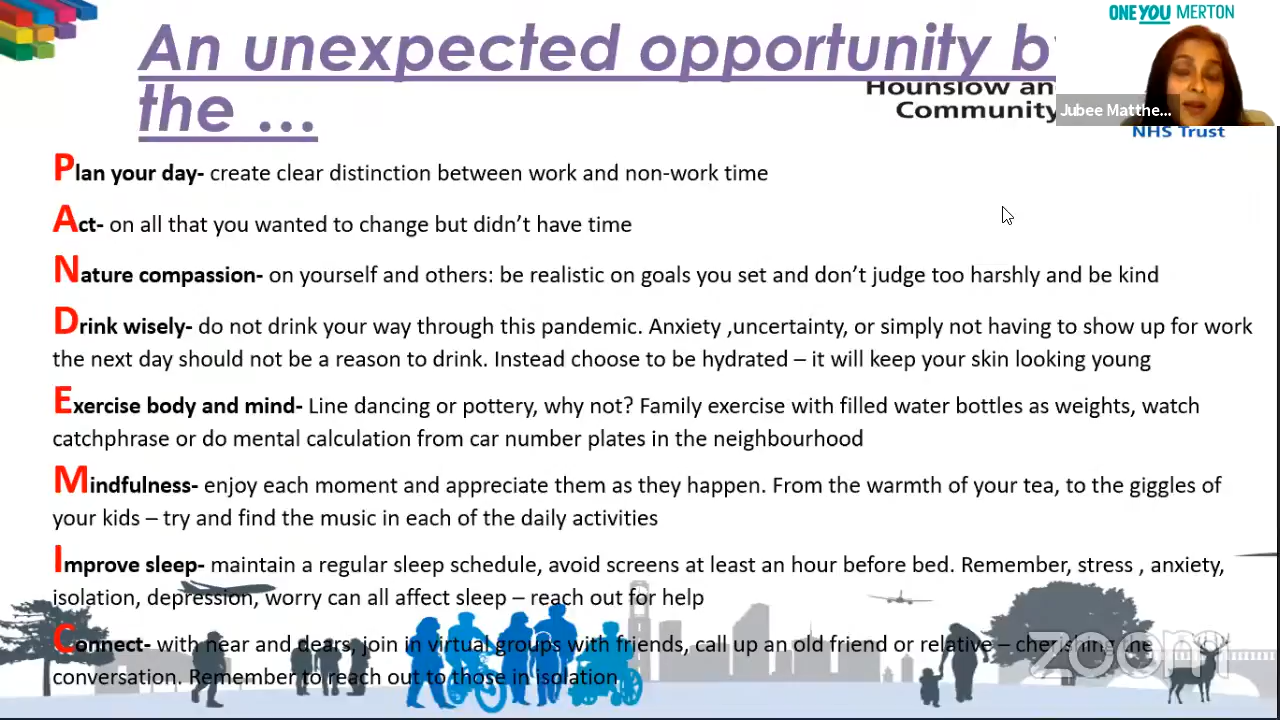 ONE YOU MERTON
An unexpected opportunity by
the ...
Hounslow an
Community
Jubee Matthe...
NHS Trust
Plan your day- create clear distinction between work and non-work time
Act- on all that you wanted to change but didn’t have time
Nature compassion- on yourself and others: be realistic on goals you set and don’t judge too harshly and be kind
Drink wisely- do not drink your way through this pandemic. Anxiety ,uncertainty, or simply not having to show up for work
the next day should not be a reason to drink. Instead choose to be hydrated – it will keep your skin looking young
Exercise body and mind- Line dancing or pottery, why not? Family exercise with filled water bottles as weights, watch
catchphrase or do mental calculation from car number plates in the neighbourhood
Mindfulness- enjoy each moment and appreciate them as they happen. From the warmth of your tea, to the giggles of
your kids – try and find the music in each of the daily activities
Improve sleep- maintain a regular sleep schedule, avoid screens at least an hour before bed. Remember, stress , anxiety,
isolation, depression, worry can all affect sleep – reach out for help
Connect- with near and dears, join in virtual groups with friends, call up an old friend or relative – cherishing the
conversation. Remember to reach out to those in isolation
zoom